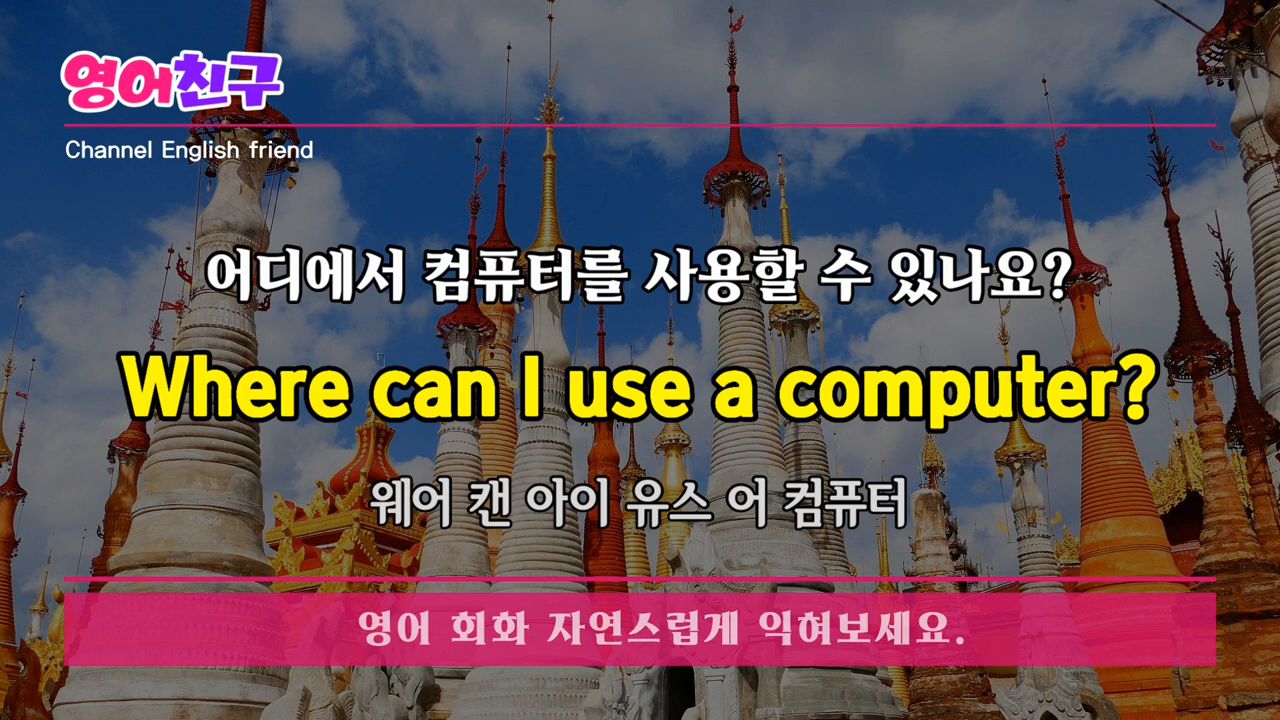 영어친구
Channel English friend
어디에서 컴퓨터를 사용할 수 있나요?
Where can I use a computer?
웨어 캔 아이 유스 어 컴퓨터
영어 회화 자연스럽게 익혀보세요.